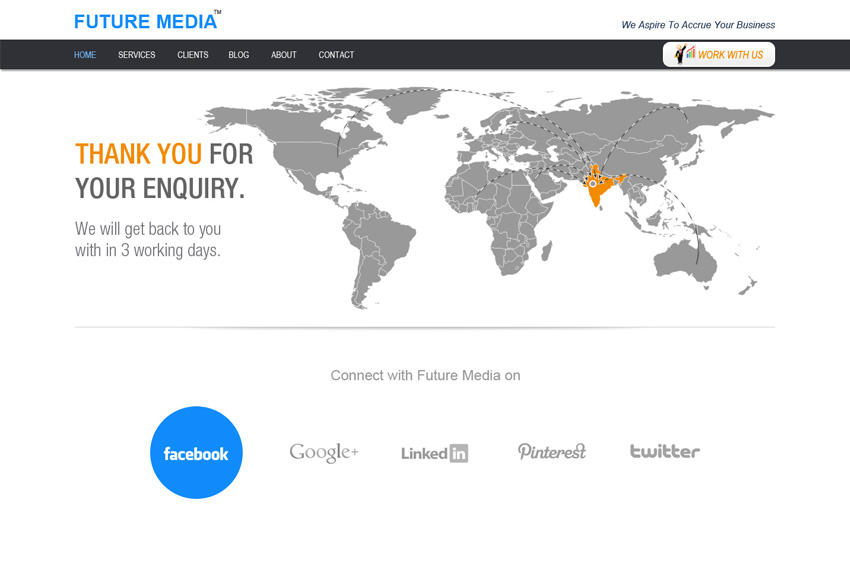 FUTURE MEDIA™
We Aspire To Accrue Your Business
HOME SERVICES CLIENTS BLOG ABOUT CONTACT
WORK WITH US
THANK YOU FOR
YOUR ENQUIRY.
We will get back to you
with in 3 working days.
Connect with Future Media on
facebook Google+ Linked in Pinterest twitter